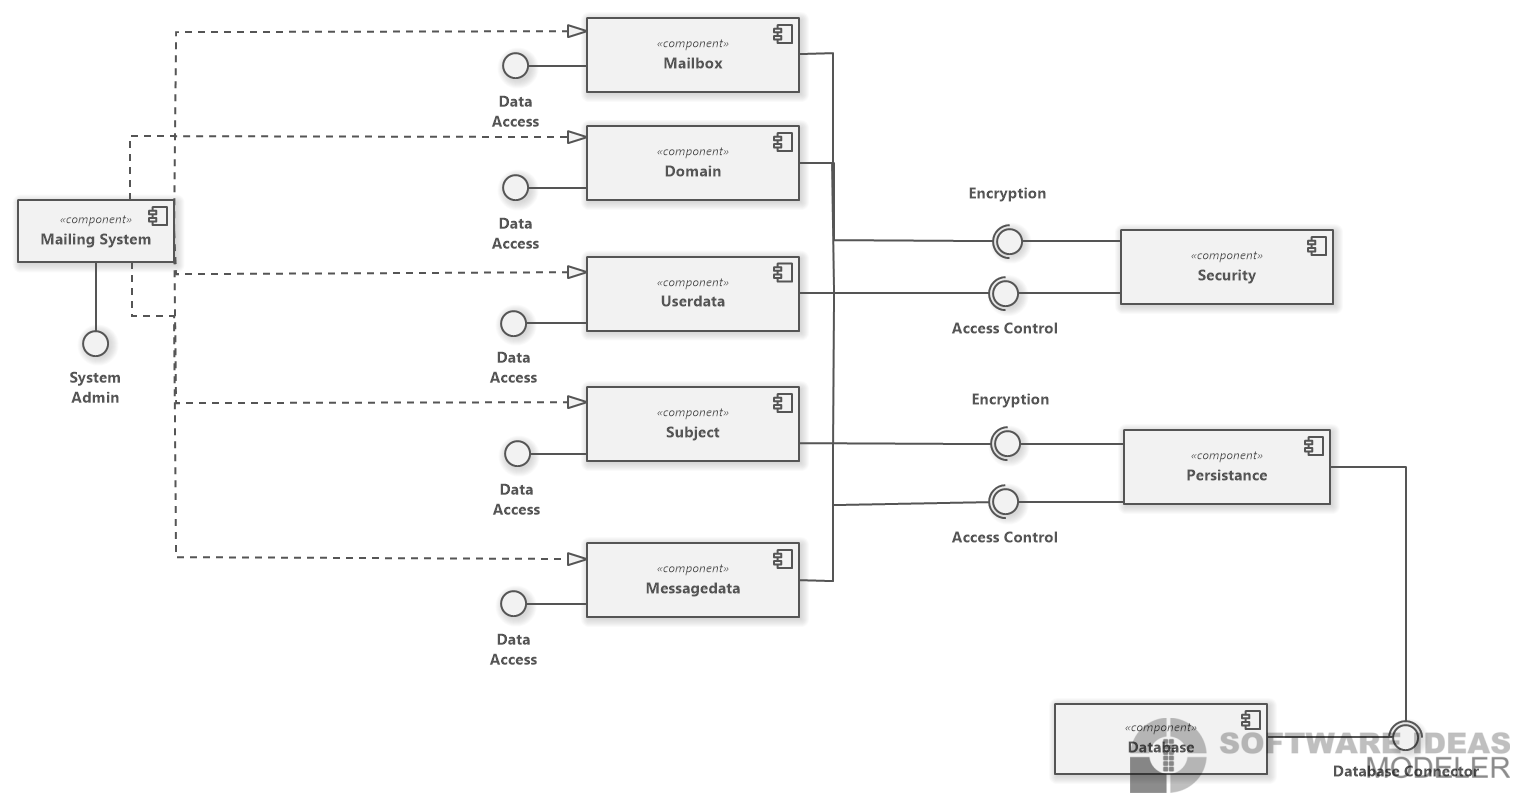 «component»
Mailbox
Data
Access
«component»
Domain
Data
Access
«component»
Mailing System
System
Admin
«component»
Userdata
Data
Access
«component»
Subject
Data
Access
«component»
Messagedata
Data
Access
Encryption
«component»
Security
Access Control
Encryption
«component»
Persistance
Access Control
«component»
Database
Database Connector
SOFTWARE IDEAS
MODELER